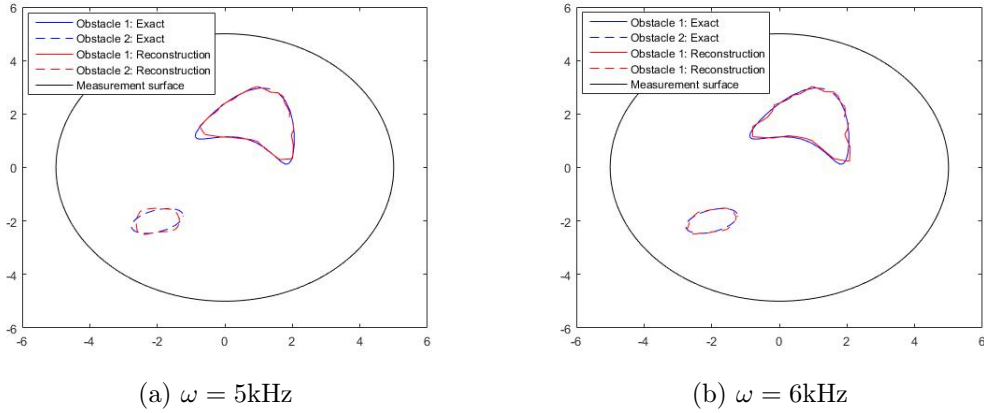 6
4
2
0
-2
-4
-6
-6 -4 -2 0 2 4 6
Obstacle 1: Exact
Obstacle 2: Exact
Obstacle 1: Reconstruction
Obstacle 2: Reconstruction
Measurement surface
(a) ω = 5kHz
6
4
2
0
-2
-4
-6
-6 -4 -2 0 2 4 6
Obstacle 1: Exact
Obstacle 2: Exact
Obstacle 1: Reconstruction
Obstacle 1: Reconstruction
Measurement surface
(b) ω = 6kHz